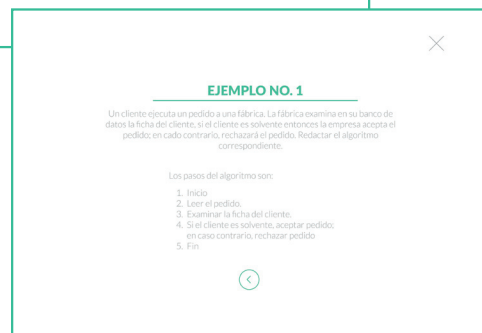 EJEMPLO NO. 1
Un cliente ejecuta un pedido a una fábrica. La fábrica examina en su banco de
datos la ficha del cliente, si el cliente es solvente entonces la empresa acepta el
pedido; en cado contrario, rechazará el pedido. Redactar el algoritmo
correspondiente.
Los pasos del algoritmo son:
1. Inicio
2. Leer el pedido.
3. Examinar la ficha del cliente.
4. Si el cliente es solvente, aceptar pedido;
en caso contrario, rechazar pedido
5. Fin